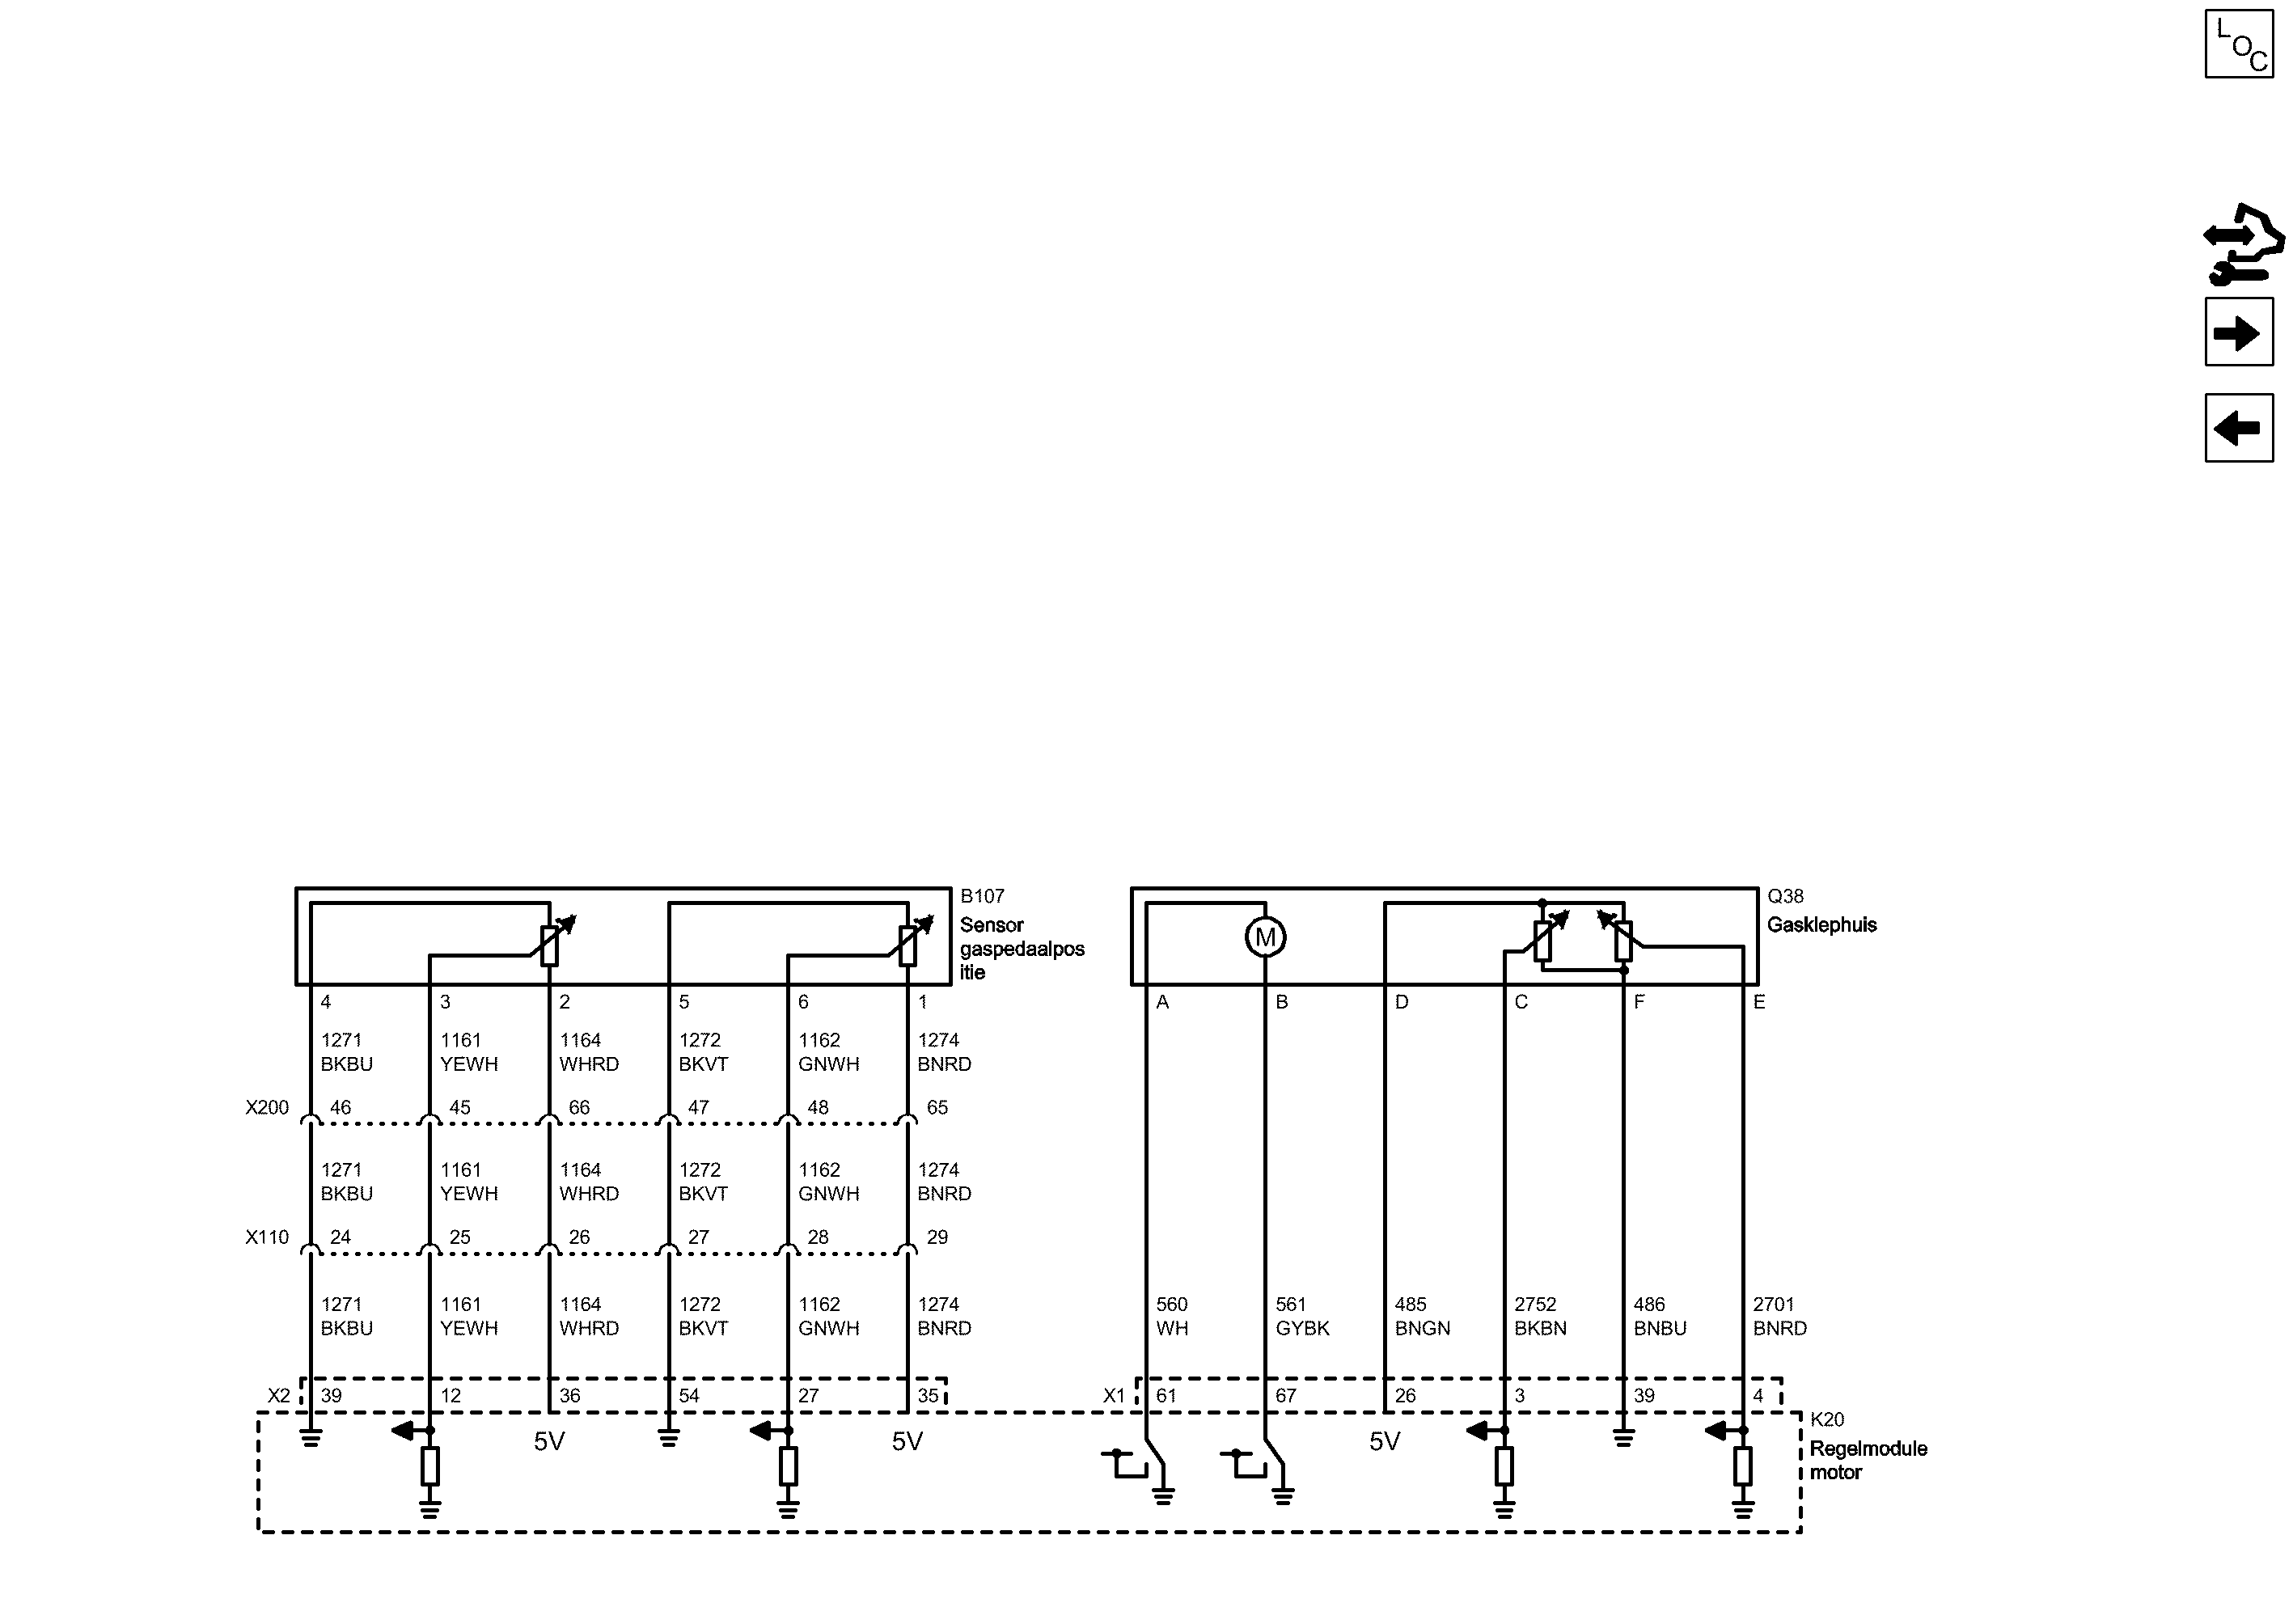 LOC
B107
Sensor
gaspedaalpos
itie
Q38
Gasklephuis
M
4 3 2 5 6 1
A B D C F E
1271 1161 1164 1272 1162 1274
BKBU YEWH WHRD BKVT GNWH BNRD
X200 46 45 66 47 48 65
1271 1161 1164 1272 1162 1274
BKBU YEWH WHRD BKVT GNWH BNRD
X110 24 25 26 27 28 29
1271 1161 1164 1272 1162 1274
BKBU YEWH WHRD BKVT GNWH BNRD
560 561 485 2752 486 2701
WH GYBK BNGN BKBN BNBU BNRD
X2 39 12 36 54 27 35
X1 61 67 26 3 39 4
5V 5V 5V
K20
Regelmodule
motor